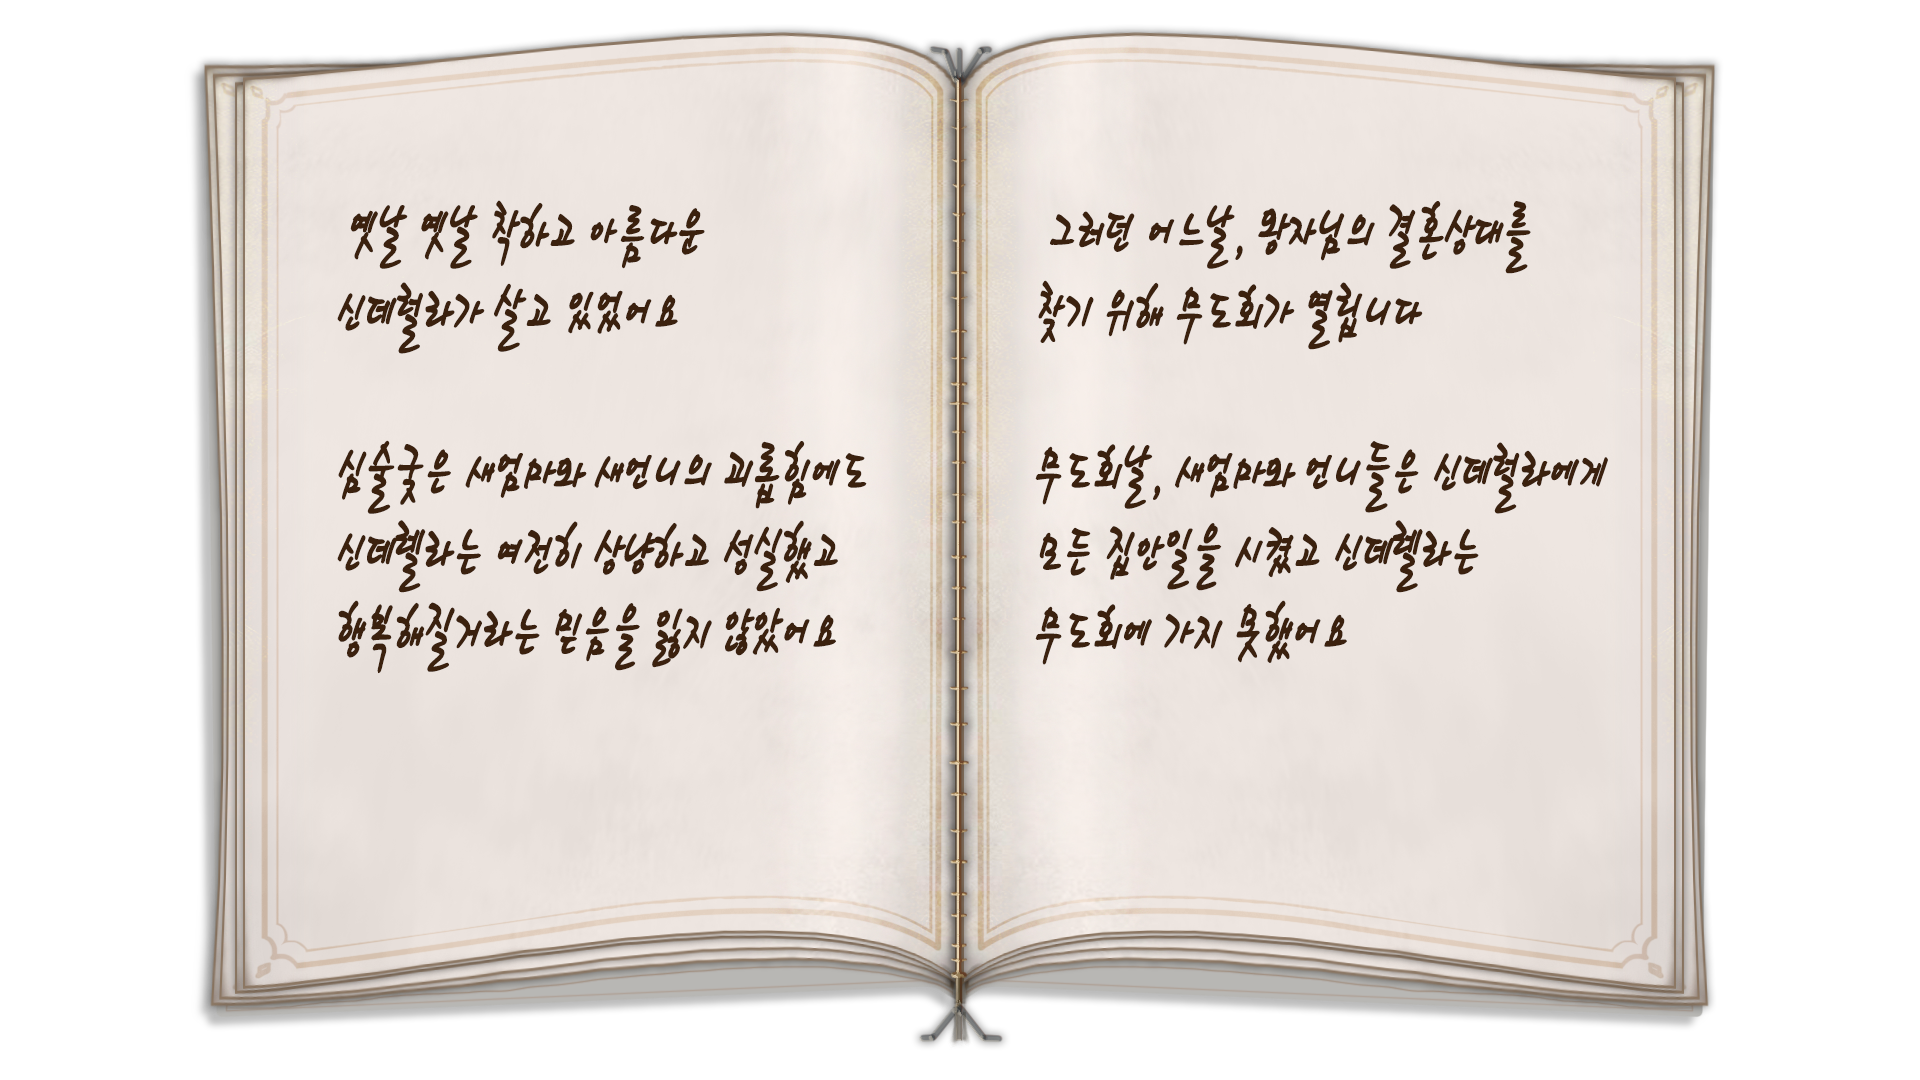 옛날 옛날 착하고 아름다운
신데렐라가 살고 있었어요
심술궂은 새엄마와 새언니의 괴롭힘에도
신데렐라는 여전히 상냥하고 성실했고
행복해질거라는 믿음을 잃지 않았어요
그러던 어느날, 왕자님의 결혼상대를
찾기 위해 무도회가 열립니다
무도회날, 새엄마와 언니들은 신데렐라에게
모든 집안일을 시켰고 신데렐라는
무도회에 가지 못했어요